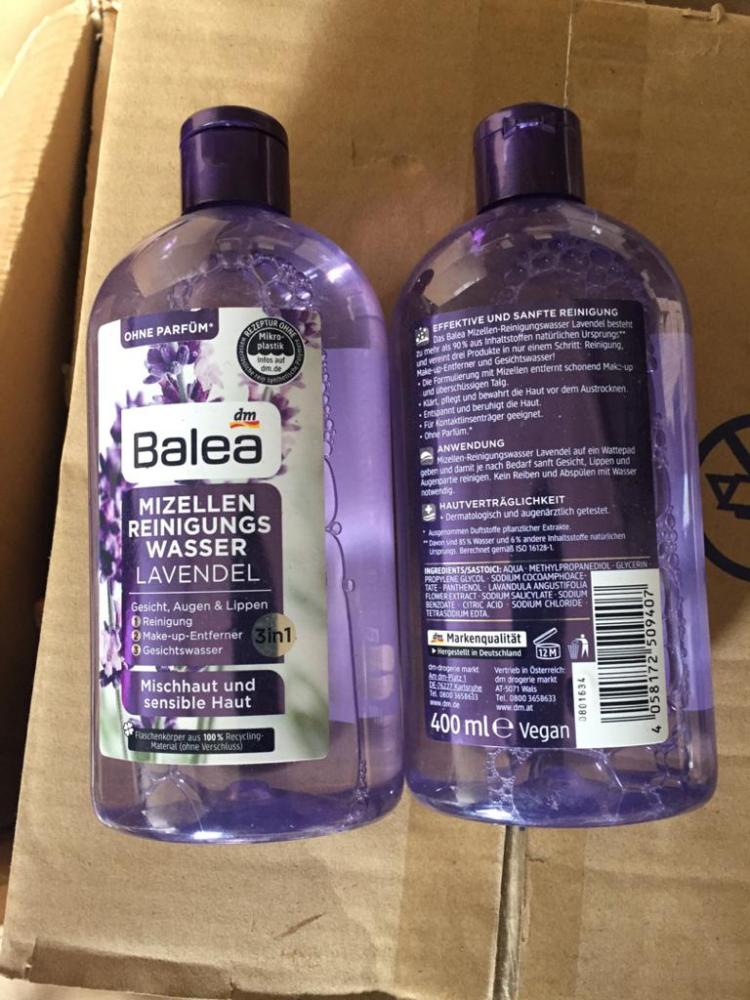 OHNE PARFÜM*
REZEPTUR OHNE
Mikro-
plastik
Infos auf
dm.de
dm
Balea
MIZELLEN
REINIGUNGS
WASSER
LAVENDEL
Gesicht, Augen & Lippen
1 Reinigung
2 Make-up-Entferner
3 Gesichtswasser
3in1
Mischhaut und
sensible Haut
Flaschenkörper aus 100% Recycling-
Material (ohne Verschluss)
EFFEKTIVE UND SANFTE REINIGUNG
Das Balea Mizellen-Reinigungswasser Lavendel besteht
zu mehr als 90% aus Inhaltsstoffen natürlichen Ursprungs**
und vereint drei Produkte in nur einem Schritt: Reinigung,
Make-up-Entferner und Gesichtswasser!
• Die Formulierung mit Mizellen entfernt schonend Make-up
und überschüssigen Talg.
• Klärt, pflegt und bewahrt die Haut vor dem Austrocknen.
• Entspannt und beruhigt die Haut.
• Für Kontaktlinsenträger geeignet.
• Ohne Parfüm.*
ANWENDUNG
Mizellen-Reinigungswasser Lavendel auf ein Wattepad
geben und damit je nach Bedarf sanft Gesicht, Lippen und
Augenpartie reinigen. Kein Reiben und Abspülen mit Wasser
notwendig.
HAUTVERTRÄGLICHKEIT
• Dermatologisch und augenärztlich getestet.
* Ausgenommen Duftstoffe pflanzlicher Extrakte.
** Davon sind 85% Wasser und 6% andere Inhaltsstoffe natürlichen
Ursprungs. Berechnet gemäß ISO 16128-1.
INGREDIENTS/SASTOJCI: AQUA · METHYLPROPANEDIOL · GLYCERIN ·
PROPYLENE GLYCOL · SODIUM COCOAMPHOACE-
TATE · PANTHENOL · LAVANDULA ANGUSTIFOLIA
FLOWER EXTRACT · SODIUM SALICYLATE · SODIUM
BENZOATE · CITRIC ACID · SODIUM CHLORIDE ·
TETRASODIUM EDTA.
dm Markenqualität
Hergestellt in Deutschland
12 M
dm-drogerie markt
Am dm-Platz 1
DE-76227 Karlsruhe
Tel. 0800 3658633
www.dm.de
Vertrieb in Österreich:
dm drogerie markt
AT-5071 Wals
Tel. 0800 3658633
www.dm.at
400 ml e Vegan
0801634
4 058172 509407